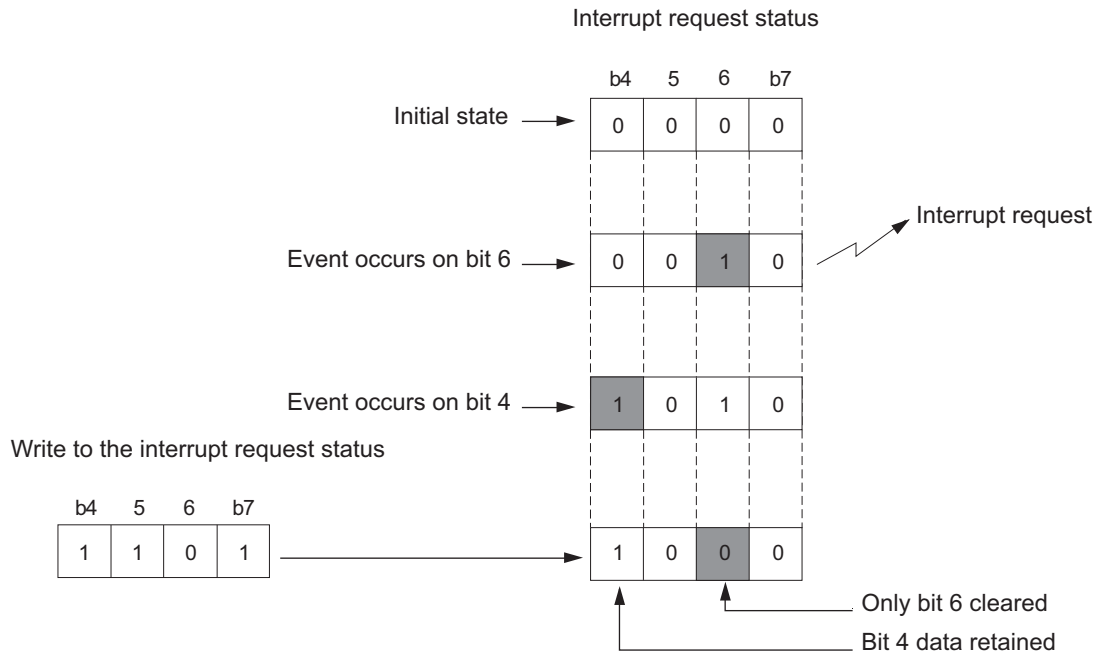 Interrupt request status
b4 5 6 b7
Initial state 0 0 0 0
Interrupt request
Event occurs on bit 6 0 0 1 0
Event occurs on bit 4 1 0 1 0
Write to the interrupt request status
b4 5 6 b7
1 1 0 1 1 0 0 0
Only bit 6 cleared
Bit 4 data retained